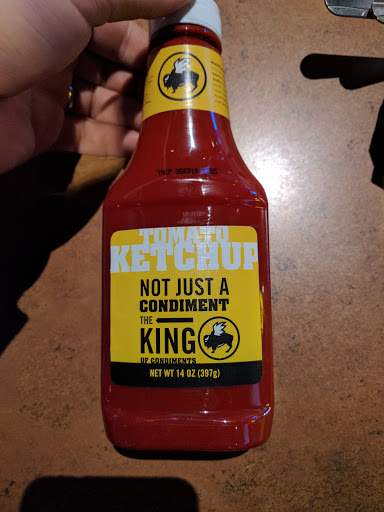 TOMATO
KETCHUP
NOT JUST A
CONDIMENT
THE
KING
OF CONDIMENTS
NET WT 14 OZ (397g)